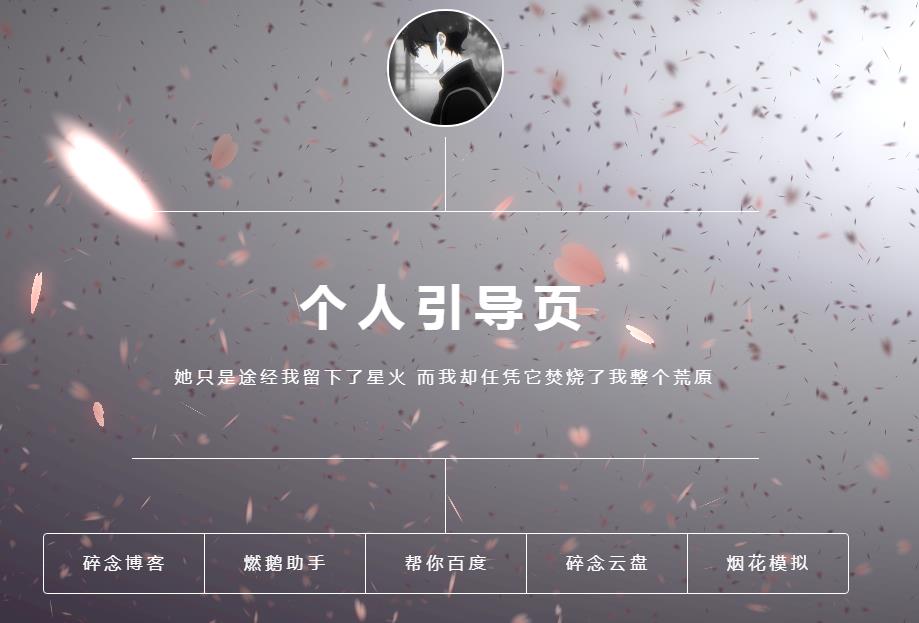 个人引导页
她只是途经我留下了星火 而我却任凭它焚烧了我整个荒原
碎念博客
燃鹅助手
帮你百度
碎念云盘
烟花模拟